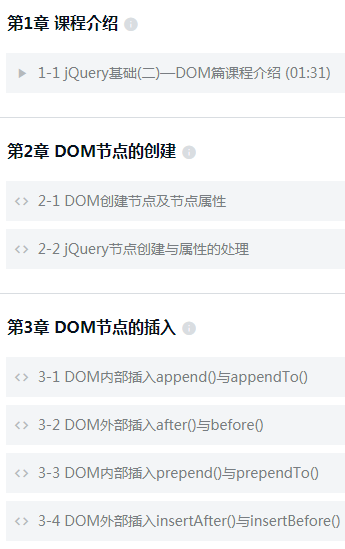 第1章 课程介绍
1-1 jQuery基础(二)—DOM篇课程介绍 (01:31)
第2章 DOM节点的创建
2-1 DOM创建节点及节点属性
2-2 jQuery节点创建与属性的处理
第3章 DOM节点的插入
3-1 DOM内部插入append()与appendTo()
3-2 DOM外部插入after()与before()
3-3 DOM内部插入prepend()与prependTo()
3-4 DOM外部插入insertAfter()与insertBefore()